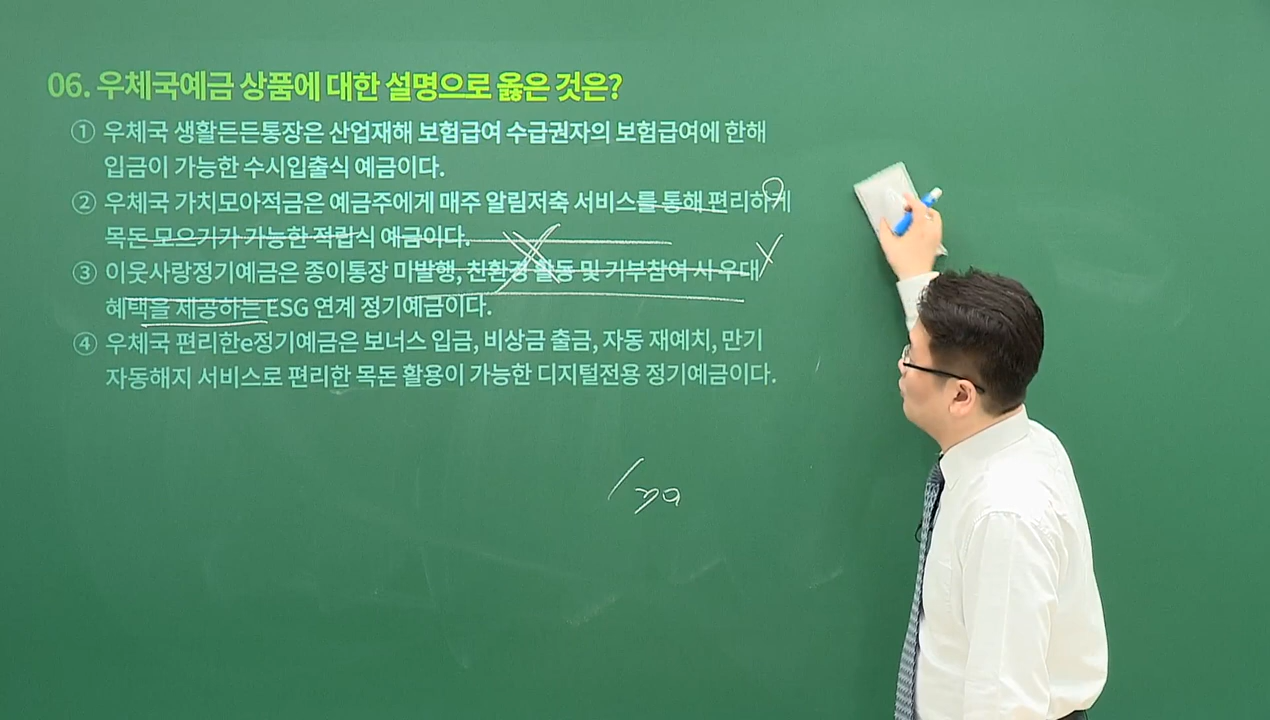 06. 우체국예금 상품에 대한 설명으로 옳은 것은?
① 우체국 생활든든통장은 산업재해 보험급여 수급권자의 보험급여에 한해
입금이 가능한 수시입출식 예금이다.
② 우체국 가치모아적금은 예금주에게 매주 알림저축 서비스를 통해 편리하게
목돈 모으기가 가능한 적립식 예금이다.
③ 이웃사랑정기예금은 종이통장 미발행, 친환경 활동 및 기부참여 시 우대
혜택을 제공하는 ESG 연계 정기예금이다.
④ 우체국 편리한e정기예금은 보너스 입금, 비상금 출금, 자동 재예치, 만기
자동해지 서비스로 편리한 목돈 활용이 가능한 디지털전용 정기예금이다.